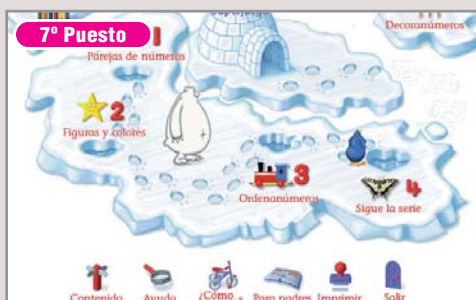 7º Puesto
Decoranúmeros
1
Parejas de números
2
Figuras y colores
3
Ordenanúmeros
4
Sigue la serie
Contenido Ayuda ¿Cómo Para padres Imprimir Salir